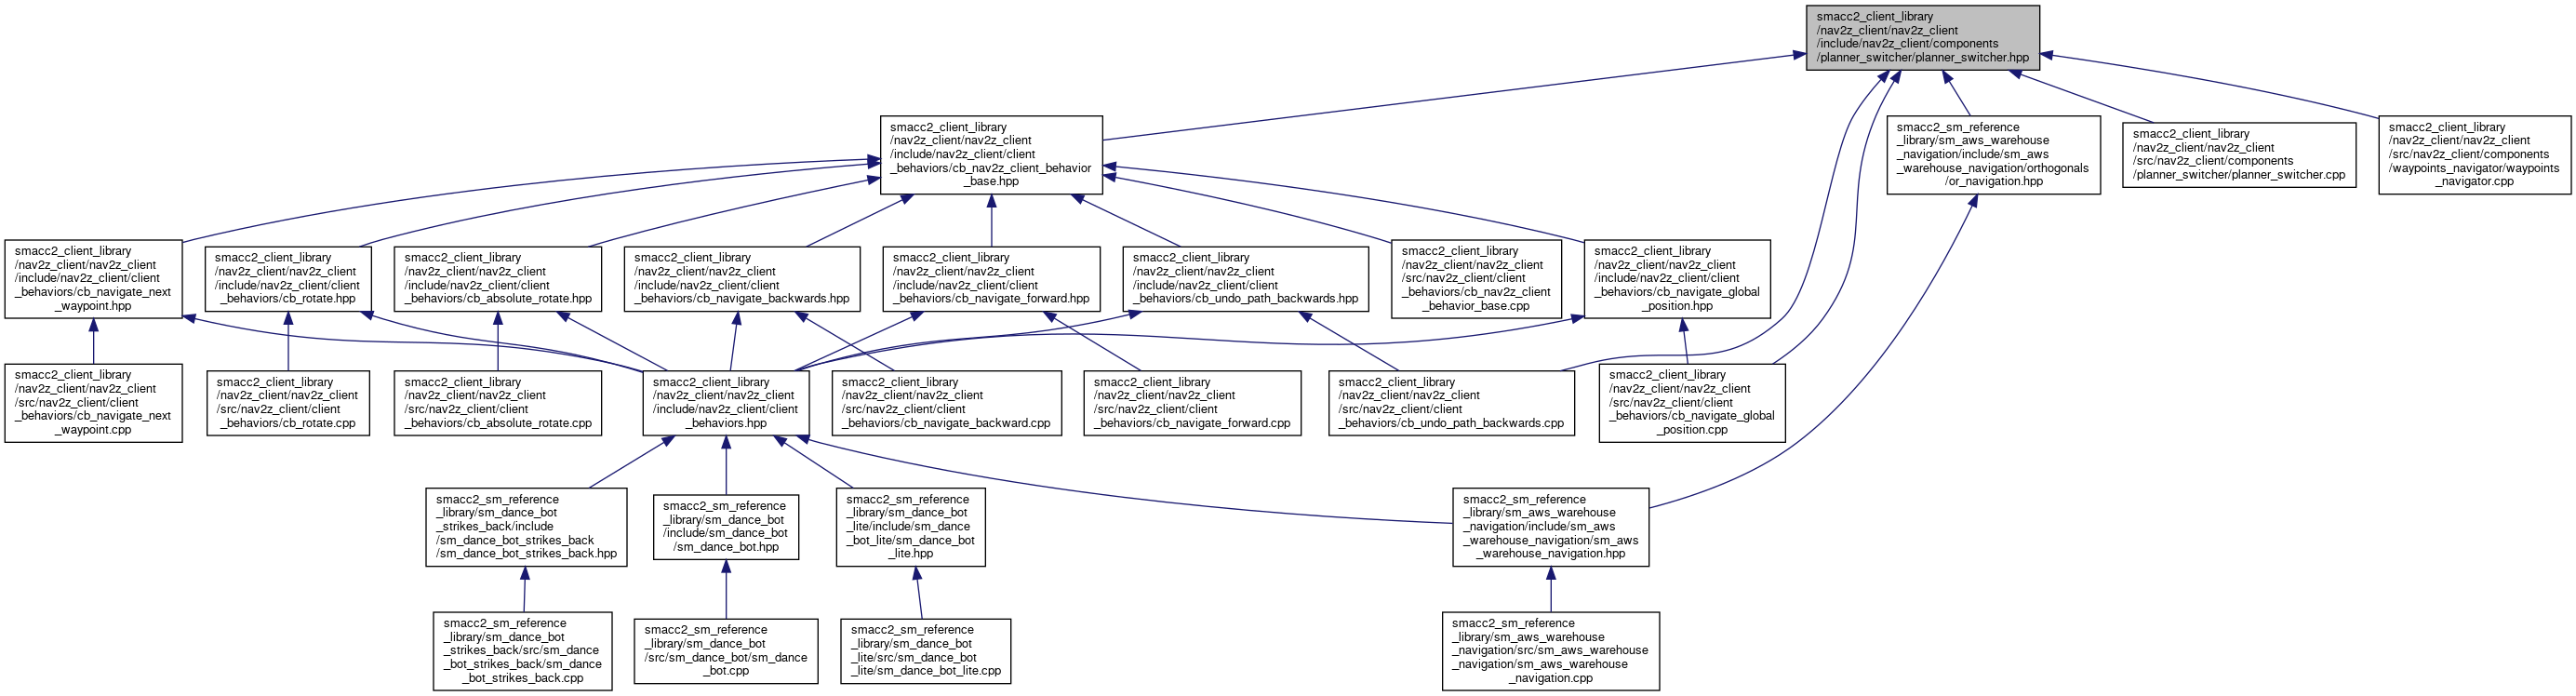 smacc2_client_library
/nav2z_client/nav2z_client
/include/nav2z_client/components
/planner_switcher/planner_switcher.hpp
smacc2_client_library
/nav2z_client/nav2z_client
/include/nav2z_client/client
_behaviors/cb_nav2z_client_behavior
_base.hpp
smacc2_sm_reference
_library/sm_aws_warehouse
_navigation/include/sm_aws
_warehouse_navigation/orthogonals
/or_navigation.hpp
smacc2_client_library
/nav2z_client/nav2z_client
/src/nav2z_client/components
/planner_switcher/planner_switcher.cpp
smacc2_client_library
/nav2z_client/nav2z_client
/src/nav2z_client/components
/waypoints_navigator/waypoints
_navigator.cpp
smacc2_client_library
/nav2z_client/nav2z_client
/include/nav2z_client/client
_behaviors/cb_navigate_next
_waypoint.hpp
smacc2_client_library
/nav2z_client/nav2z_client
/include/nav2z_client/client
_behaviors/cb_rotate.hpp
smacc2_client_library
/nav2z_client/nav2z_client
/include/nav2z_client/client
_behaviors/cb_absolute_rotate.hpp
smacc2_client_library
/nav2z_client/nav2z_client
/include/nav2z_client/client
_behaviors/cb_navigate_backwards.hpp
smacc2_client_library
/nav2z_client/nav2z_client
/include/nav2z_client/client
_behaviors/cb_navigate_forward.hpp
smacc2_client_library
/nav2z_client/nav2z_client
/include/nav2z_client/client
_behaviors/cb_undo_path_backwards.hpp
smacc2_client_library
/nav2z_client/nav2z_client
/src/nav2z_client/client
_behaviors/cb_nav2z_client
_behavior_base.cpp
smacc2_client_library
/nav2z_client/nav2z_client
/include/nav2z_client/client
_behaviors/cb_navigate_global
_position.hpp
smacc2_client_library
/nav2z_client/nav2z_client
/src/nav2z_client/client
_behaviors/cb_navigate_next
_waypoint.cpp
smacc2_client_library
/nav2z_client/nav2z_client
/src/nav2z_client/client
_behaviors/cb_rotate.cpp
smacc2_client_library
/nav2z_client/nav2z_client
/src/nav2z_client/client
_behaviors/cb_absolute_rotate.cpp
smacc2_client_library
/nav2z_client/nav2z_client
/include/nav2z_client/client
_behaviors.hpp
smacc2_client_library
/nav2z_client/nav2z_client
/src/nav2z_client/client
_behaviors/cb_navigate_backward.cpp
smacc2_client_library
/nav2z_client/nav2z_client
/src/nav2z_client/client
_behaviors/cb_navigate_forward.cpp
smacc2_client_library
/nav2z_client/nav2z_client
/src/nav2z_client/client
_behaviors/cb_undo_path_backwards.cpp
smacc2_client_library
/nav2z_client/nav2z_client
/src/nav2z_client/client
_behaviors/cb_navigate_global
_position.cpp
smacc2_sm_reference
_library/sm_dance_bot
_strikes_back/include
/sm_dance_bot_strikes_back
/sm_dance_bot_strikes_back.hpp
smacc2_sm_reference
_library/sm_dance_bot
/include/sm_dance_bot
/sm_dance_bot.hpp
smacc2_sm_reference
_library/sm_dance_bot
_lite/include/sm_dance
_bot_lite/sm_dance_bot
_lite.hpp
smacc2_sm_reference
_library/sm_aws_warehouse
_navigation/include/sm_aws
_warehouse_navigation/sm_aws
_warehouse_navigation.hpp
smacc2_sm_reference
_library/sm_dance_bot
_strikes_back/src/sm_dance
_bot_strikes_back/sm_dance
_bot_strikes_back.cpp
smacc2_sm_reference
_library/sm_dance_bot
/src/sm_dance_bot/sm_dance
_bot.cpp
smacc2_sm_reference
_library/sm_dance_bot
_lite/src/sm_dance_bot
_lite/sm_dance_bot_lite.cpp
smacc2_sm_reference
_library/sm_aws_warehouse
_navigation/src/sm_aws_warehouse
_navigation/sm_aws_warehouse
_navigation.cpp